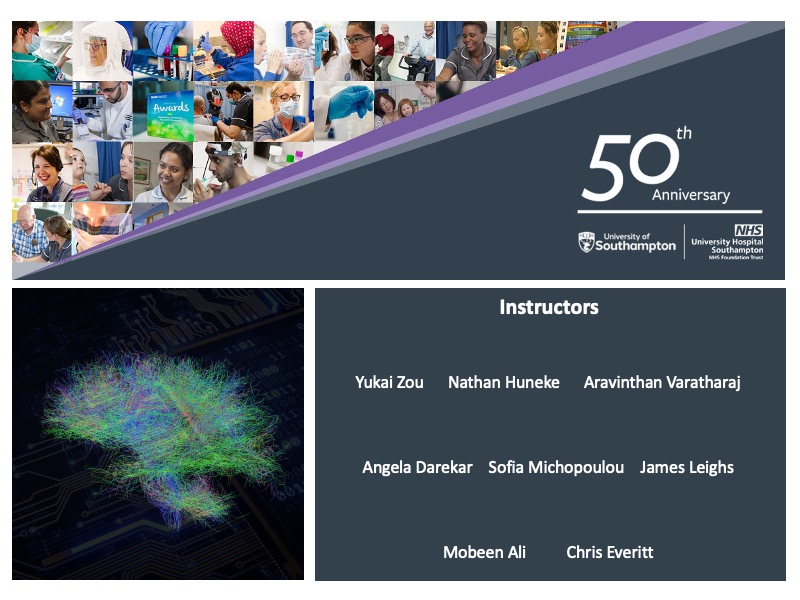 Awards
50th
Anniversary
University of
Southampton
NHS
University Hospital
Southampton
NHS Foundation Trust
Instructors
Yukai Zou Nathan Huneke Aravinthan Varatharaj
Angela Darekar Sofia Michopoulou James Leighs
Mobeen Ali Chris Everitt